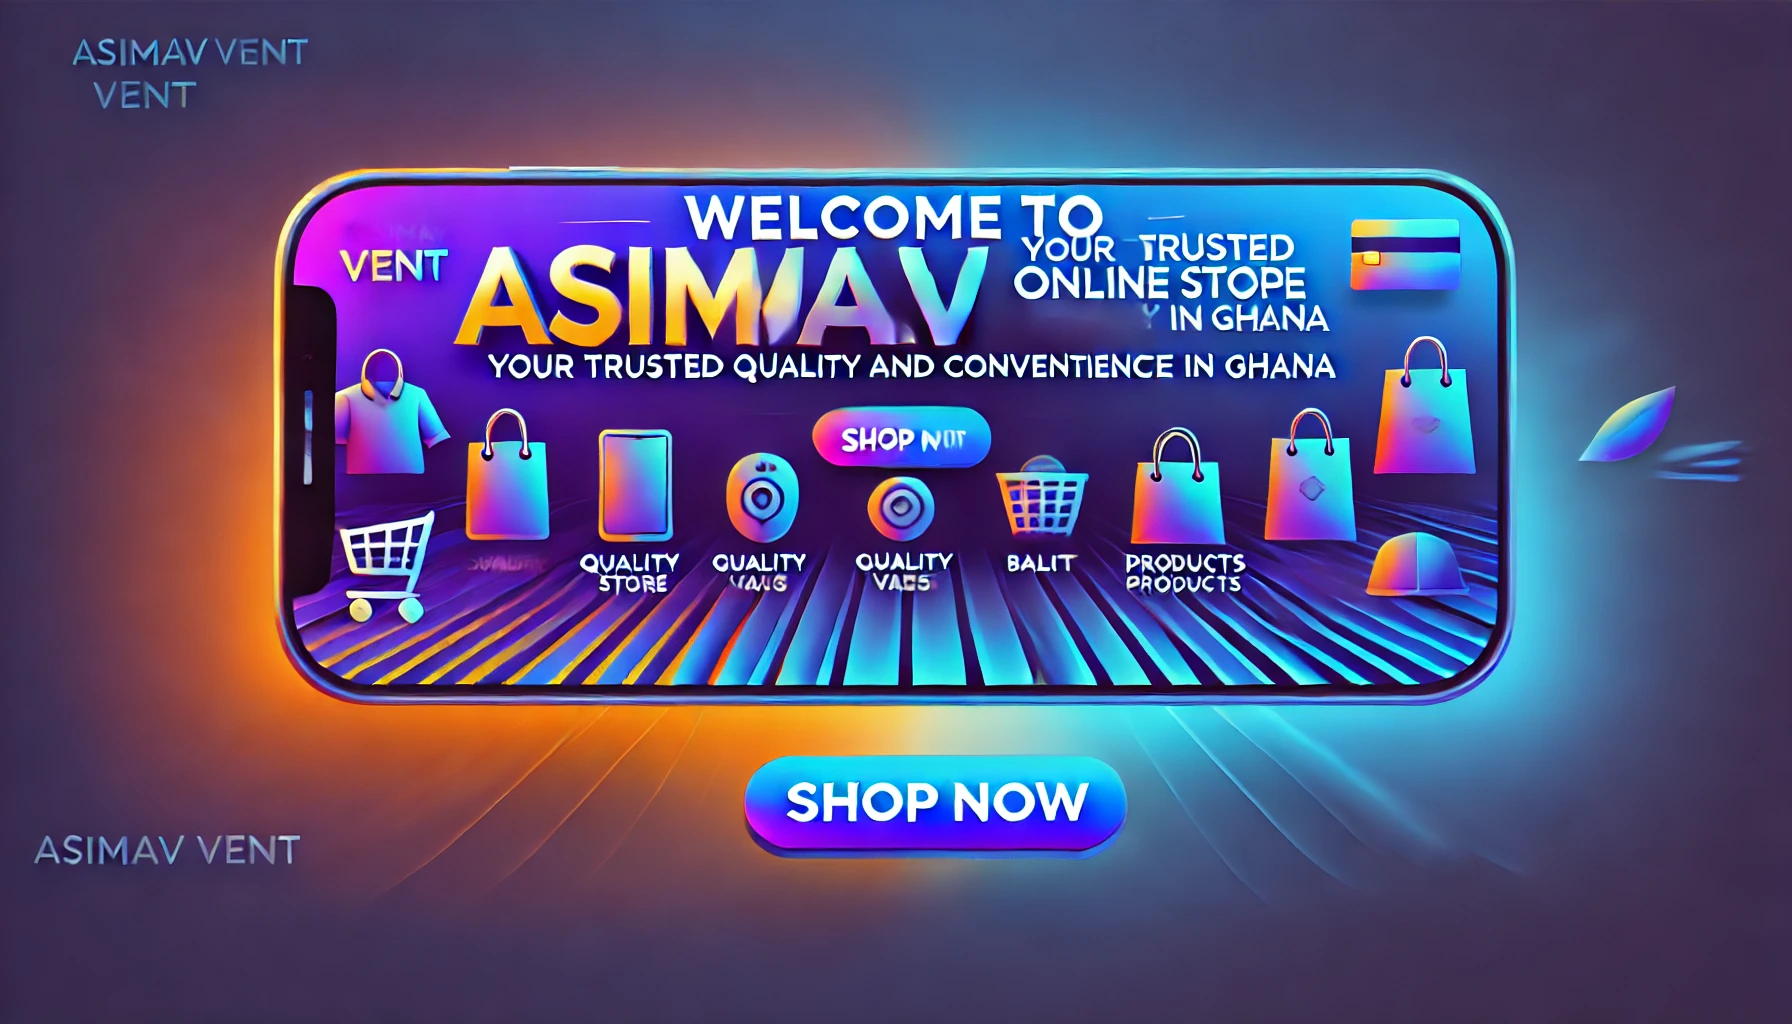 ASIMAV VENT
VENT
WELCOME TO
VENT
ASIMAV
YOUR TRUSTED
ONLINE STOPE
Y IN GHANA
YOUR TRUSTED QUALITY AND CONVENTIENCE IN GHANA
SHOP
QUALITY
STORE
QUALITY
QUALITY
BALIT
PRODUCTS
PRODUCTS
SHOP NOW
ASIMAV VENT